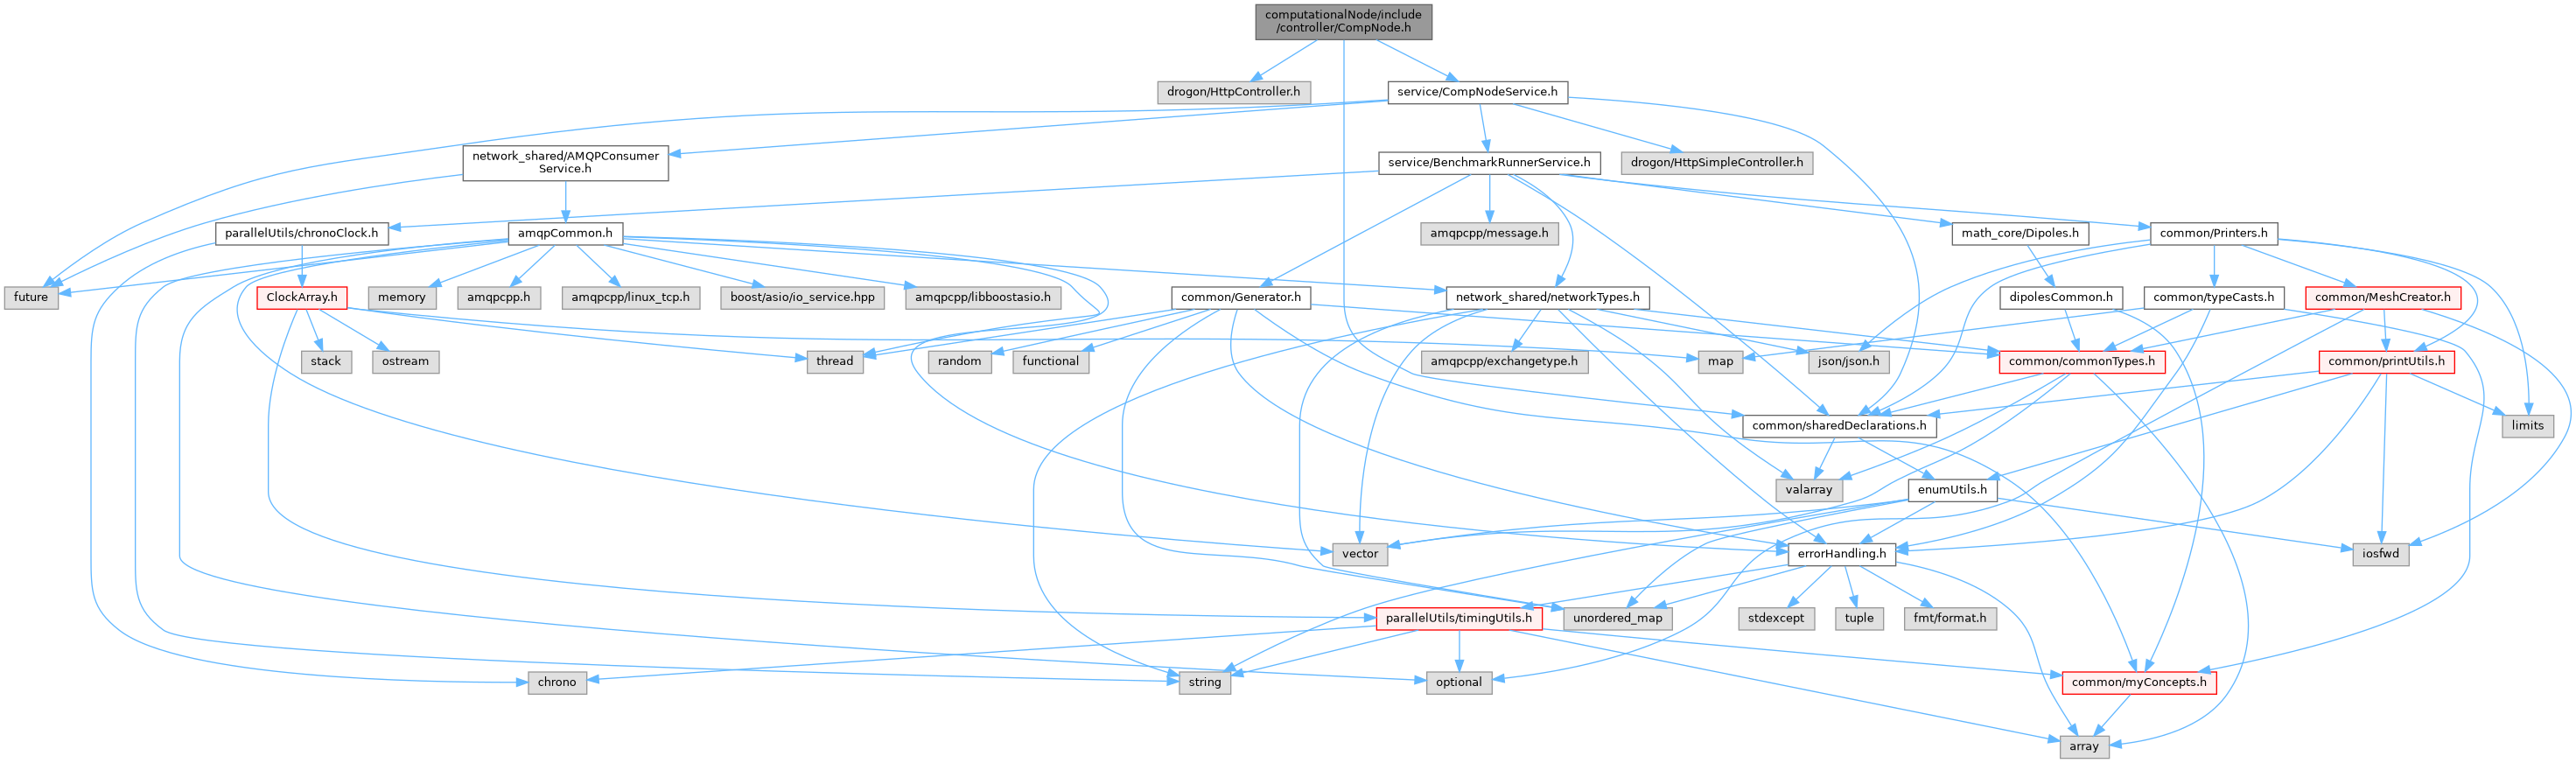 computationalNode/include
/controller/CompNode.h
drogon/HttpController.h
service/CompNodeService.h
network_shared/AMQPConsumer
Service.h
service/BenchmarkRunnerService.h
drogon/HttpSimpleController.h
parallelUtils/chronoClock.h
amqpCommon.h
amqpcpp/message.h
math_core/Dipoles.h
common/Printers.h
future
ClockArray.h
memory
amqpcpp.h
amqpcpp/linux_tcp.h
boost/asio/io_service.hpp
amqpcpp/libboostasio.h
common/Generator.h
network_shared/networkTypes.h
dipolesCommon.h
common/typeCasts.h
common/MeshCreator.h
stack
ostream
thread
random
functional
map
amqpcpp/exchangetype.h
json/json.h
common/commonTypes.h
common/printUtils.h
common/sharedDeclarations.h
limits
valarray
enumUtils.h
vector
errorHandling.h
iosfwd
parallelUtils/timingUtils.h
unordered_map
stdexcept
tuple
fmt/format.h
chrono
string
optional
common/myConcepts.h
array